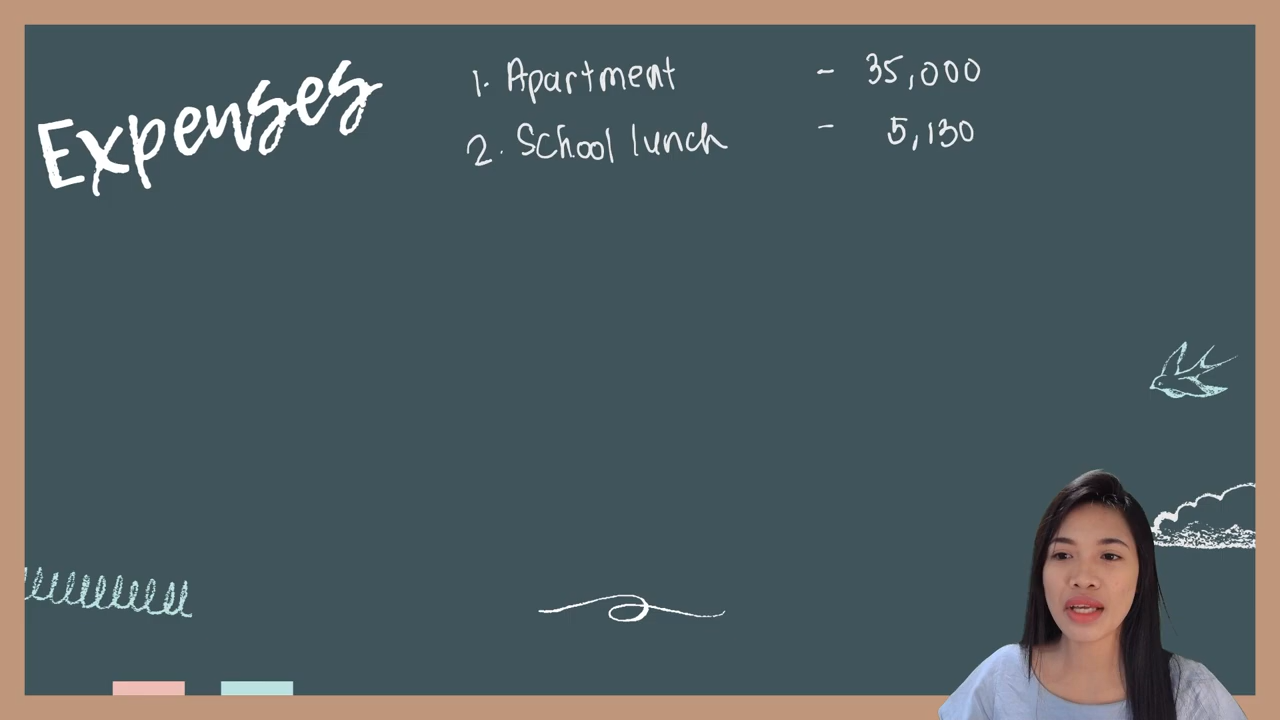 Expenses
1. Apartment - 35,000
2. School lunch - 5,130